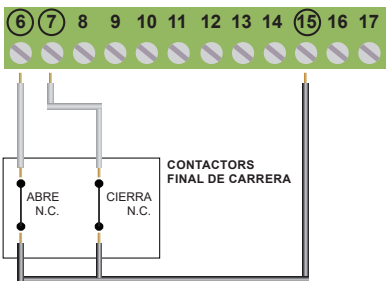 6 7 8 9 10 11 12 13 14 15 16 17
CONTACTORS
FINAL DE CARRERA
ABRE
N.C.
CIERRA
N.C.